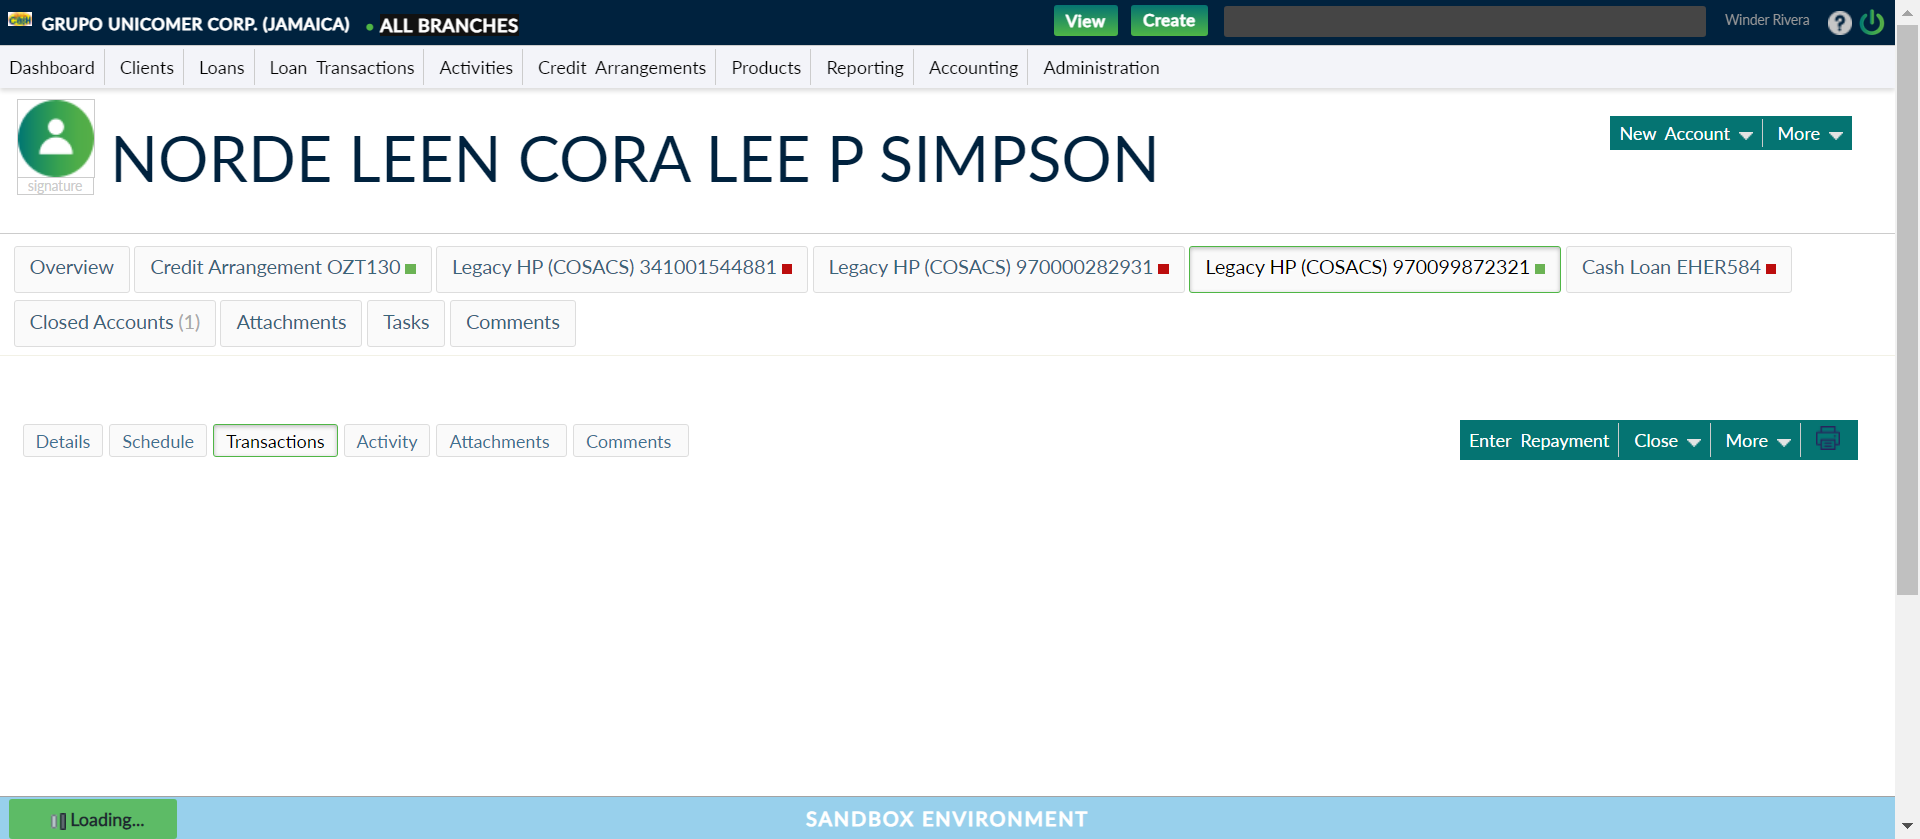 GRUPO UNICOMER CORP. (JAMAICA) ALL BRANCHES View Create Winder Rivera ?
Dashboard Clients Loans Loan Transactions Activities Credit Arrangements Products Reporting Accounting Administration
signature NORDE LEEN CORA LEE P SIMPSON New Account More
Overview Credit Arrangement OZT130 Legacy HP (COSACS) 341001544881 Legacy HP (COSACS) 970000282931 Legacy HP (COSACS) 970099872321 Cash Loan EHER584
Closed Accounts (1) Attachments Tasks Comments
Details Schedule Transactions Activity Attachments Comments Enter Repayment Close More
Loading... SANDBOX ENVIRONMENT